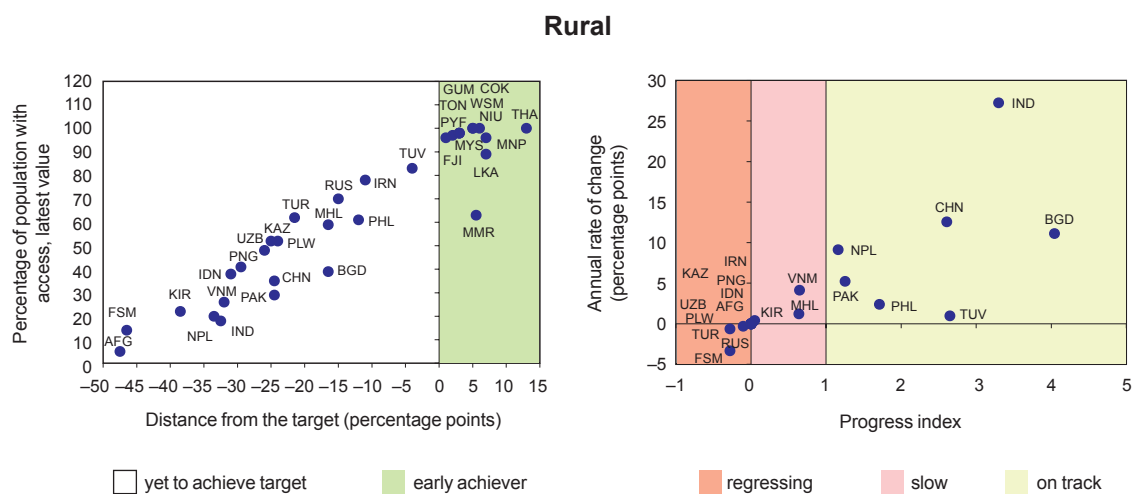 Rural
Percentage of population with
access, latest value
120
110
100
90
80
70
60
50
40
30
20
10
0
–50 –45 –40 –35 –30 –25 –20 –15 –10 –5 0 5 10 15
Distance from the target (percentage points)
GUM COK
TON WSM
PYF NIU THA
MYS MNP
FJI LKA
TUV
RUS IRN
TUR MHL PHL
KAZ
UZB PLW MMR
PNG
IDN CHN BGD
KIR VNM PAK
FSM
NPL IND
AFG
Annual rate of change
(percentage points)
30
25
20
15
10
5
0
–5
–1 0 1 2 3 4 5
Progress index
IND
CHN
BGD
NPL
IRN
KAZ PNG VNM
IDN PAK
UZB AFG MHL PHL
PLW KIR TUV
TUR RUS
FSM
yet to achieve target early achiever
regressing slow on track